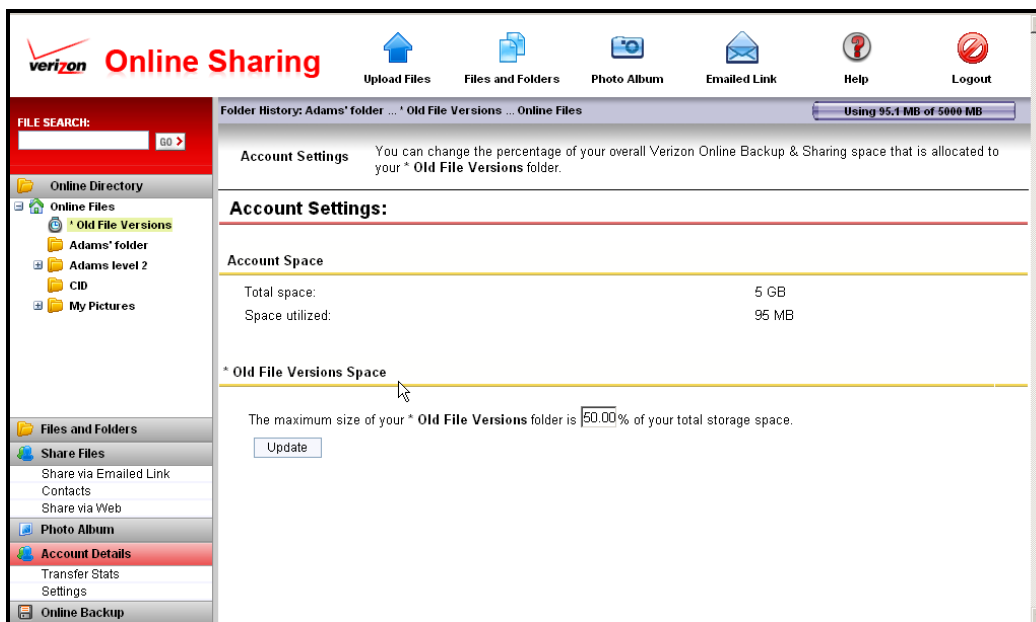 verizon Online Sharing
Upload Files
Files and Folders
Photo Album
Emailed Link
Help
Logout
Folder History: Adams' folder ... * Old File Versions ... Online Files
Using 95.1 MB of 5000 MB
FILE SEARCH:
GO >
Online Directory
Online Files
* Old File Versions
Adams' folder
Adams level 2
CID
My Pictures
Files and Folders
Share Files
Share via Emailed Link
Contacts
Share via Web
Photo Album
Account Details
Transfer Stats
Settings
Online Backup
Account Settings
You can change the percentage of your overall Verizon Online Backup & Sharing space that is allocated to
your * Old File Versions folder.
Account Settings:
Account Space
Total space: 5 GB
Space utilized: 95 MB
* Old File Versions Space
The maximum size of your * Old File Versions folder is 50.00 % of your total storage space.
Update